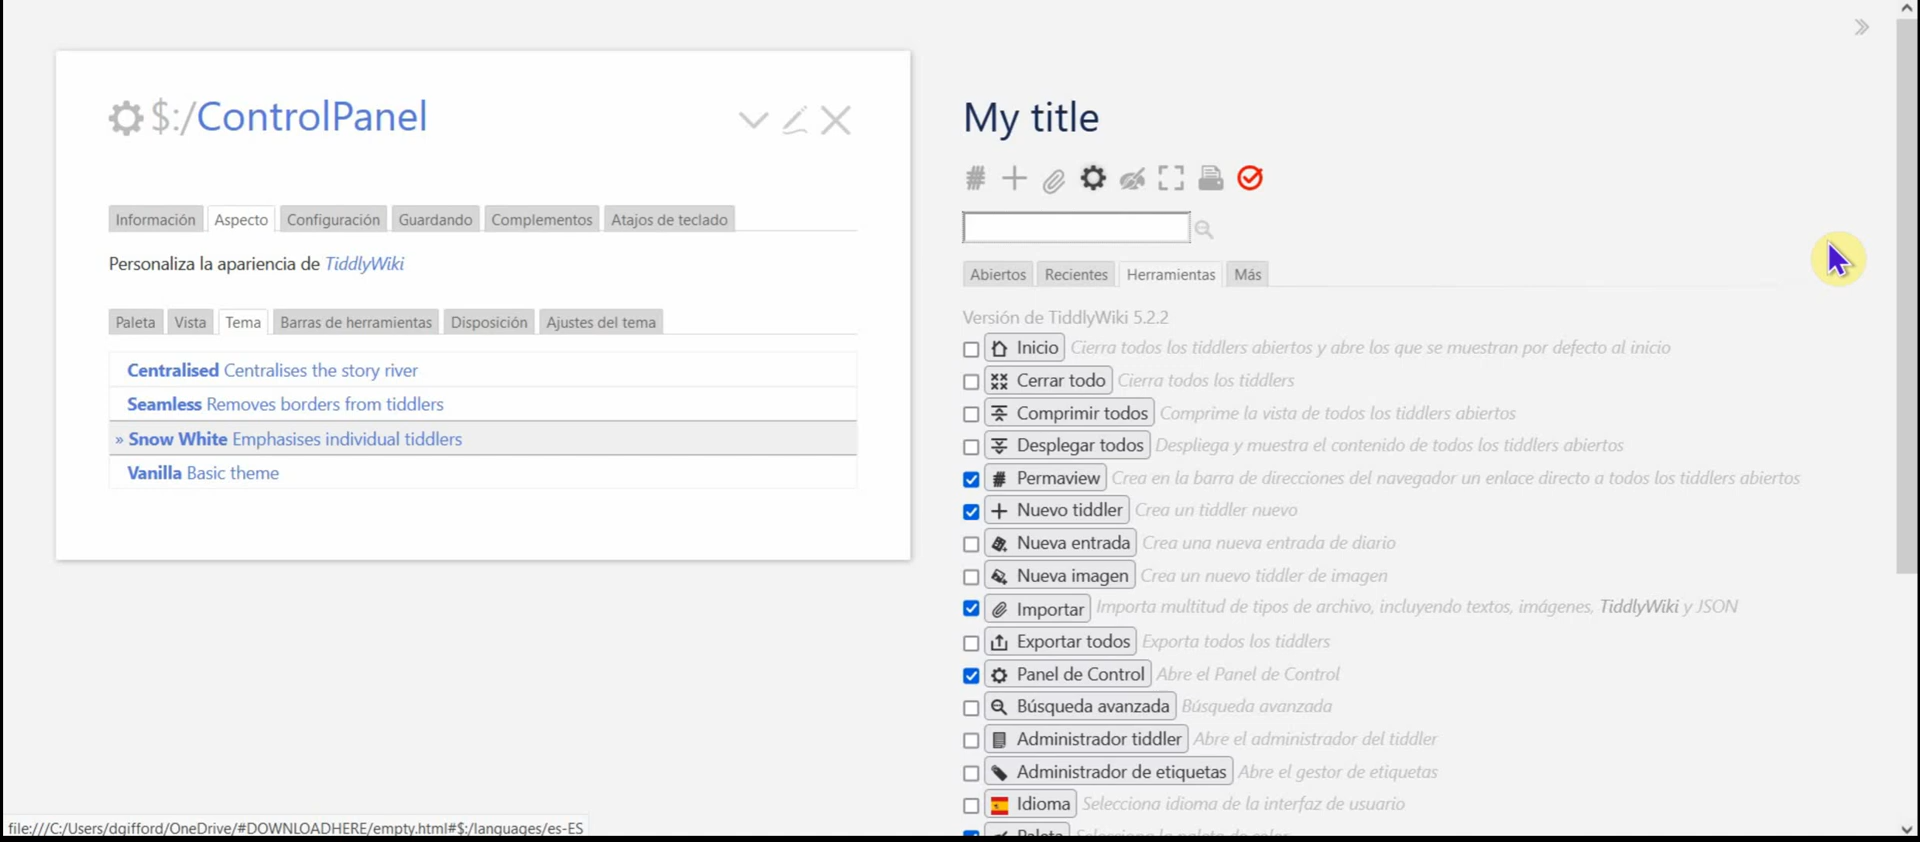 $:/ControlPanel
Información Aspecto Configuración Guardando Complementos Atajos de teclado
Personaliza la apariencia de TiddlyWiki
Paleta Vista Tema Barras de herramientas Disposición Ajustes del tema
Centralised Centralises the story river
Seamless Removes borders from tiddlers
» Snow White Emphasises individual tiddlers
Vanilla Basic theme
My title
Abiertos Recientes Herramientas Más
Versión de TiddlyWiki 5.2.2
Inicio Cierra todos los tiddlers abiertos y abre los que se muestran por defecto al inicio
Cerrar todo Cierra todos los tiddlers
Comprimir todos Comprime la vista de todos los tiddlers abiertos
Desplegar todos Despliega y muestra el contenido de todos los tiddlers abiertos
# Permaview Crea en la barra de direcciones del navegador un enlace directo a todos los tiddlers abiertos
Nuevo tiddler Crea un tiddler nuevo
Nueva entrada Crea una nueva entrada de diario
Nueva imagen Crea un nuevo tiddler de imagen
Importar Importa multitud de tipos de archivo, incluyendo textos, imágenes, TiddlyWiki y JSON
Exportar todos Exporta todos los tiddlers
Panel de Control Abre el Panel de Control
Búsqueda avanzada Búsqueda avanzada
Administrador tiddler Abre el administrador del tiddler
Administrador de etiquetas Abre el gestor de etiquetas
Idioma Selecciona idioma de la interfaz de usuario
Paleta Selecciona la paleta de color
file:///C:/Users/dgifford/OneDrive/#DOWNLOADHERE/empty.html#$:/languages/es-ES